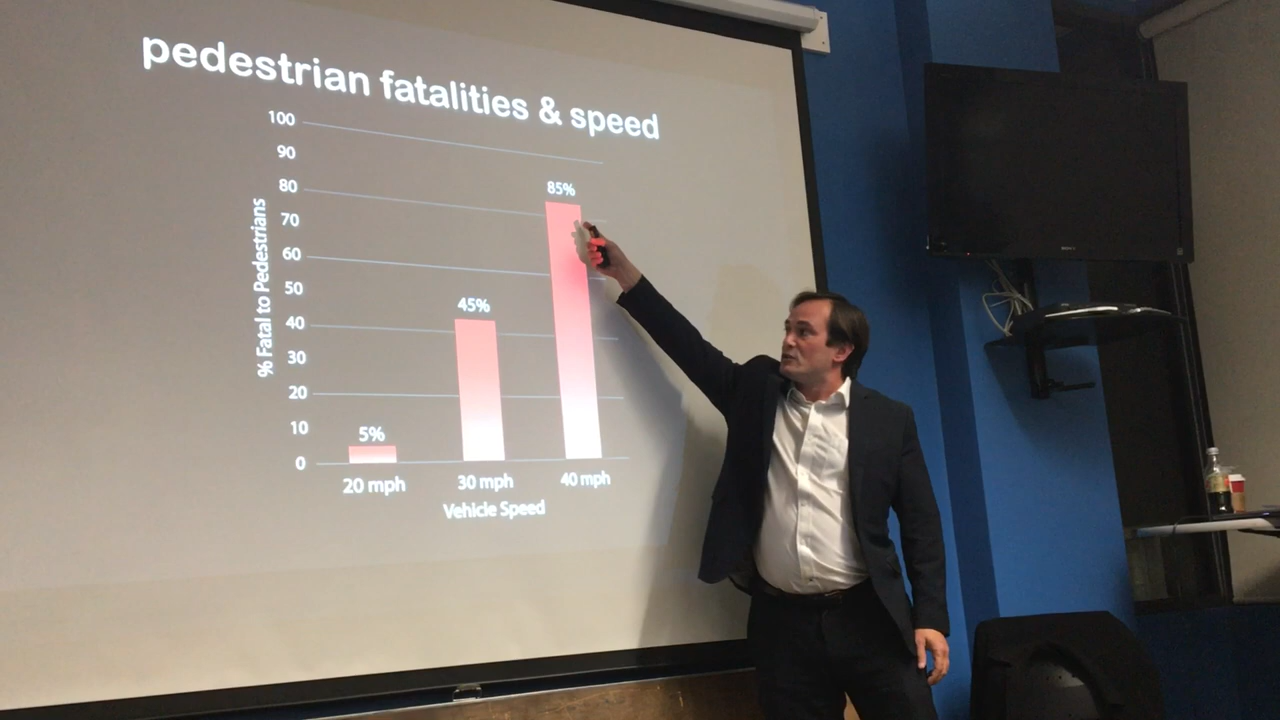 pedestrian fatalities & speed
100
90
80
70
60
50
40
30
20
10
0
% Fatal to Pedestrians
5%
45%
85%
20 mph
30 mph
40 mph
Vehicle Speed
SONY